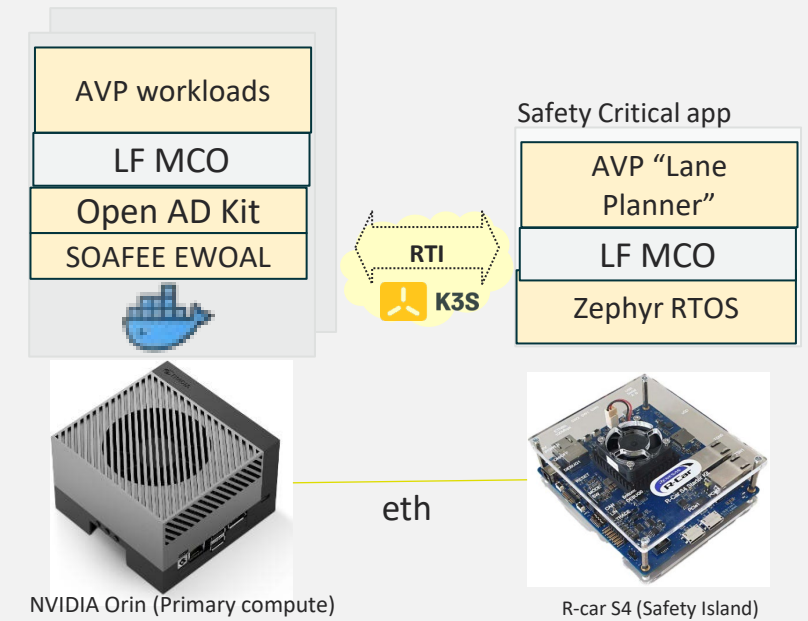 AVP workloads
LF MCO
Open AD Kit
SOAFEE EWOAL
RTI
K3S
Safety Critical app
AVP “Lane
Planner”
LF MCO
Zephyr RTOS
eth
R-Car
NVIDIA Orin (Primary compute)
R-car S4 (Safety Island)